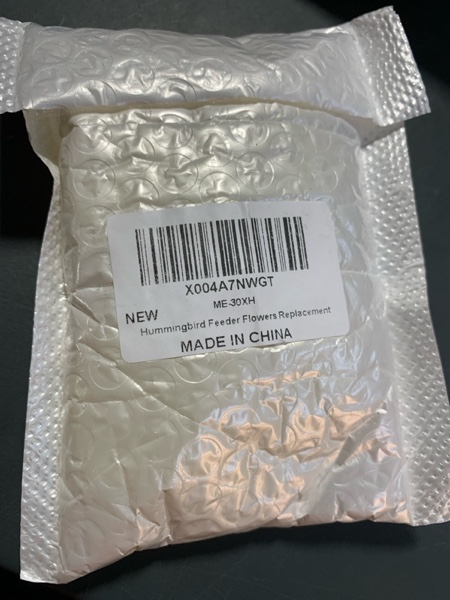 X004A7NWGT
ME-30XH
NEW
Hummingbird Feeder Flowers Replacement
MADE IN CHINA